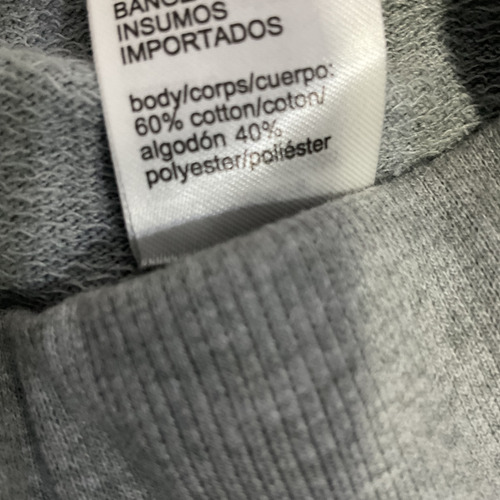 INSUMOS
IMPORTADOS
body/corps/cuerpo:
60% cotton/coton/
algodón 40%
polyester/poliéster